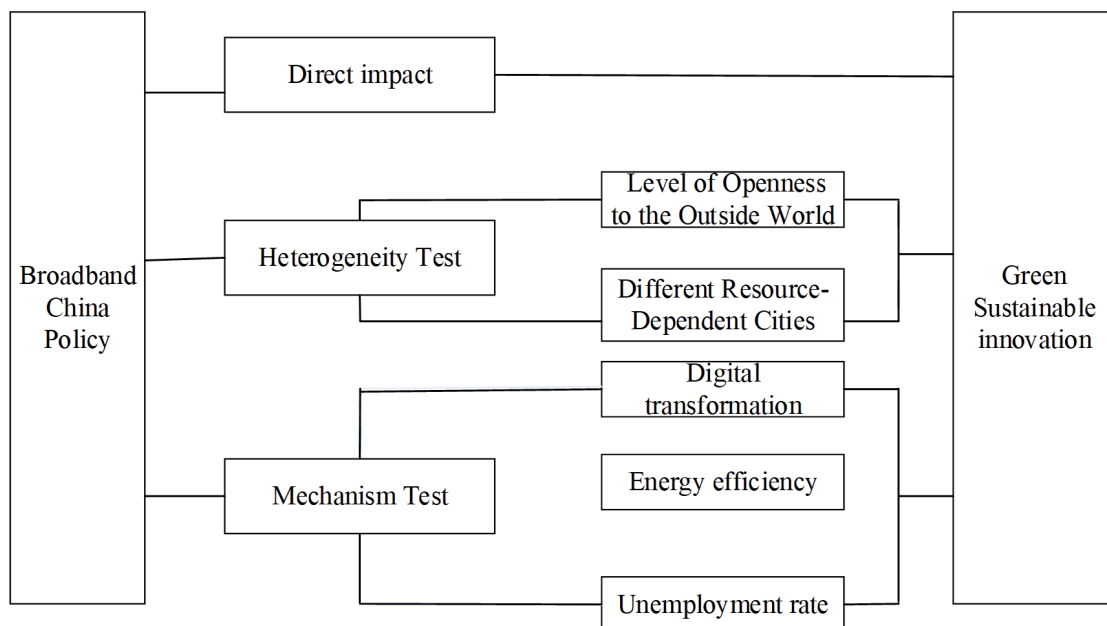 Broadband
China
Policy
Direct impact
Heterogeneity Test
Mechanism Test
Level of Openness
to the Outside World
Different Resource-
Dependent Cities
Digital
transformation
Energy efficiency
Unemployment rate
Green
Sustainable
innovation